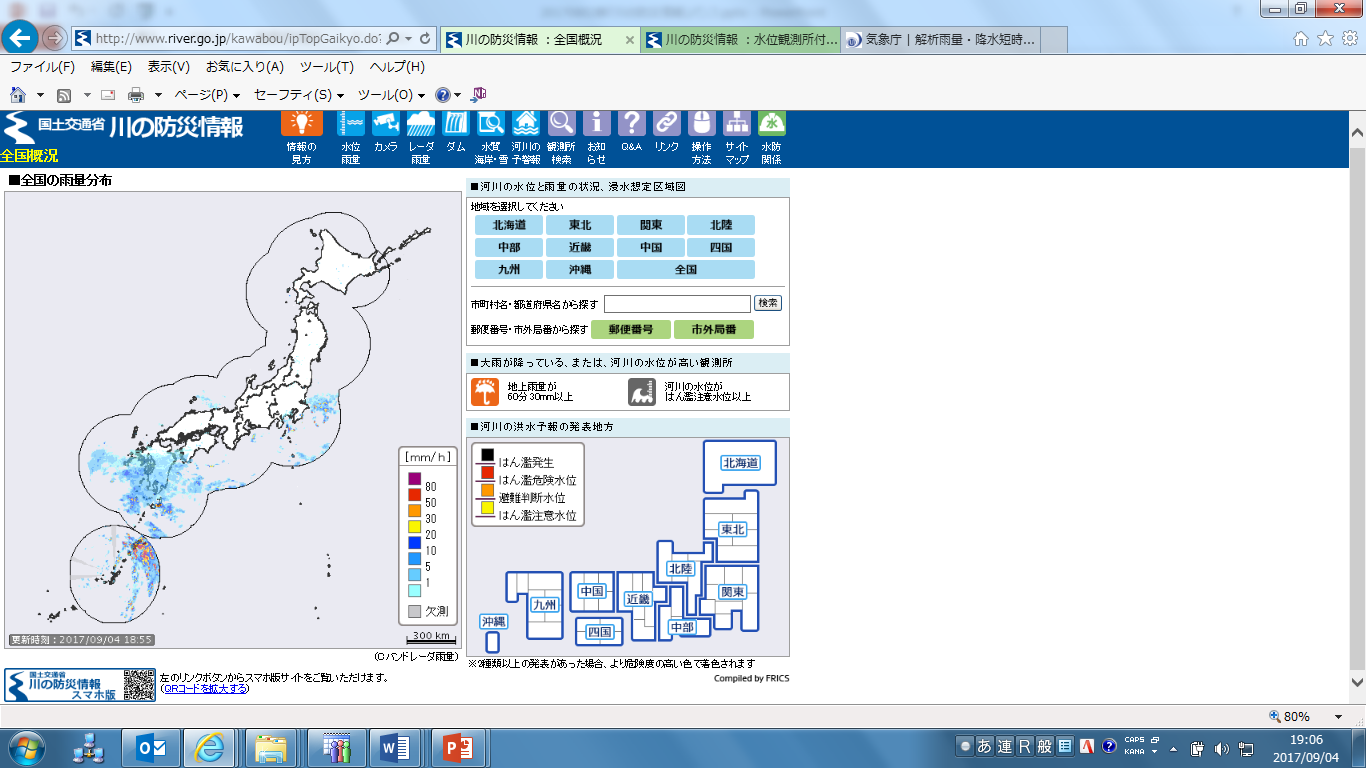 http://www.river.go.jp/kawabou/ipTopGaikyo.do?
川の防災情報 : 全国概況
川の防災情報 : 水位観測所付...
気象庁 | 解析雨量・降水短時...
ファイル(F) 編集(E) 表示(V) お気に入り(A) ツール(T) ヘルプ(H)
ページ(P) セーフティ(S) ツール(O)
国土交通省 川の防災情報
全国概況
情報の見方
水位雨量
カメラ
レーダ雨量
ダム
水質海岸・雪
河川の予警報
観測所検索
お知らせ
Q&A
リンク
操作方法
サイトマップ
水
水防関係
■全国の雨量分布
[mm/h]
80
50
30
20
10
5
1
欠測
300 km
更新時刻：2017/09/04 18:55
(Cバンドレーダ雨量)
国土交通省
川の防災情報
スマホ版
左のリンクボタンからスマホ版サイトをご覧いただけます。
(QRコードを拡大する)
■河川の水位と雨量の状況、浸水想定区域図
地域を選択してください
北海道 東北 関東 北陸
中部 近畿 中国 四国
九州 沖縄 全国
市町村名・都道府県名から探す 検索
郵便番号・市外局番から探す 郵便番号 市外局番
■大雨が降っている、または、河川の水位が高い観測所
地上雨量が
60分30mm以上
河川の水位が
はん濫注意水位以上
■河川の洪水予報の発表地方
はん濫発生
はん濫危険水位
避難判断水位
はん濫注意水位
北海道
東北
北陸
関東
中部
近畿
中国
四国
九州
沖縄
※2種類以上の発表があった場合、より危険度の高い色で着色されます
Compiled by FRICS
80%
あ 連 R 般
CAPS
KANA
19:06
2017/09/04